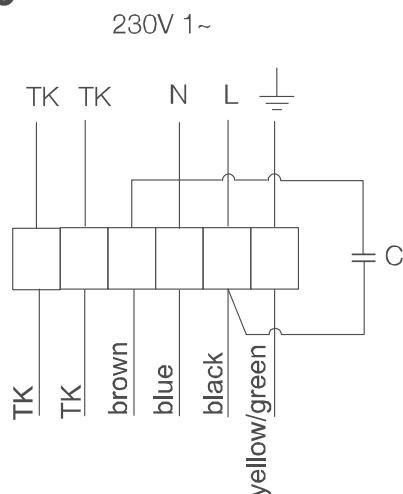 230V 1~
TK TK N L
C
TK
TK
brown
blue
black
yellow/green